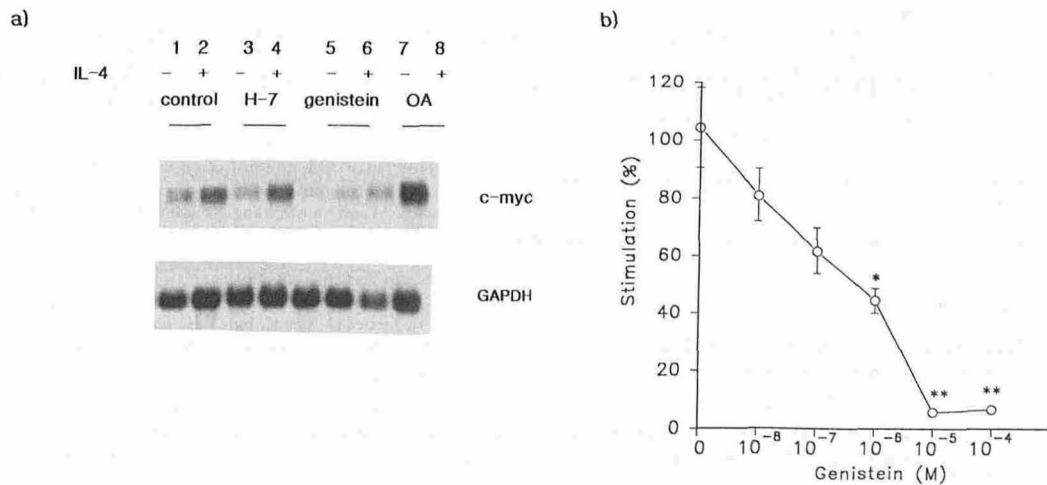 a)
1 2 3 4 5 6 7 8
IL-4 – + – + – + – +
control H-7 genistein OA
c-myc
GAPDH
b)
120
100
80
60
40
20
0
Stimulation (%)
*
** **
0 10⁻⁸ 10⁻⁷ 10⁻⁶ 10⁻⁵ 10⁻⁴
Genistein (M)